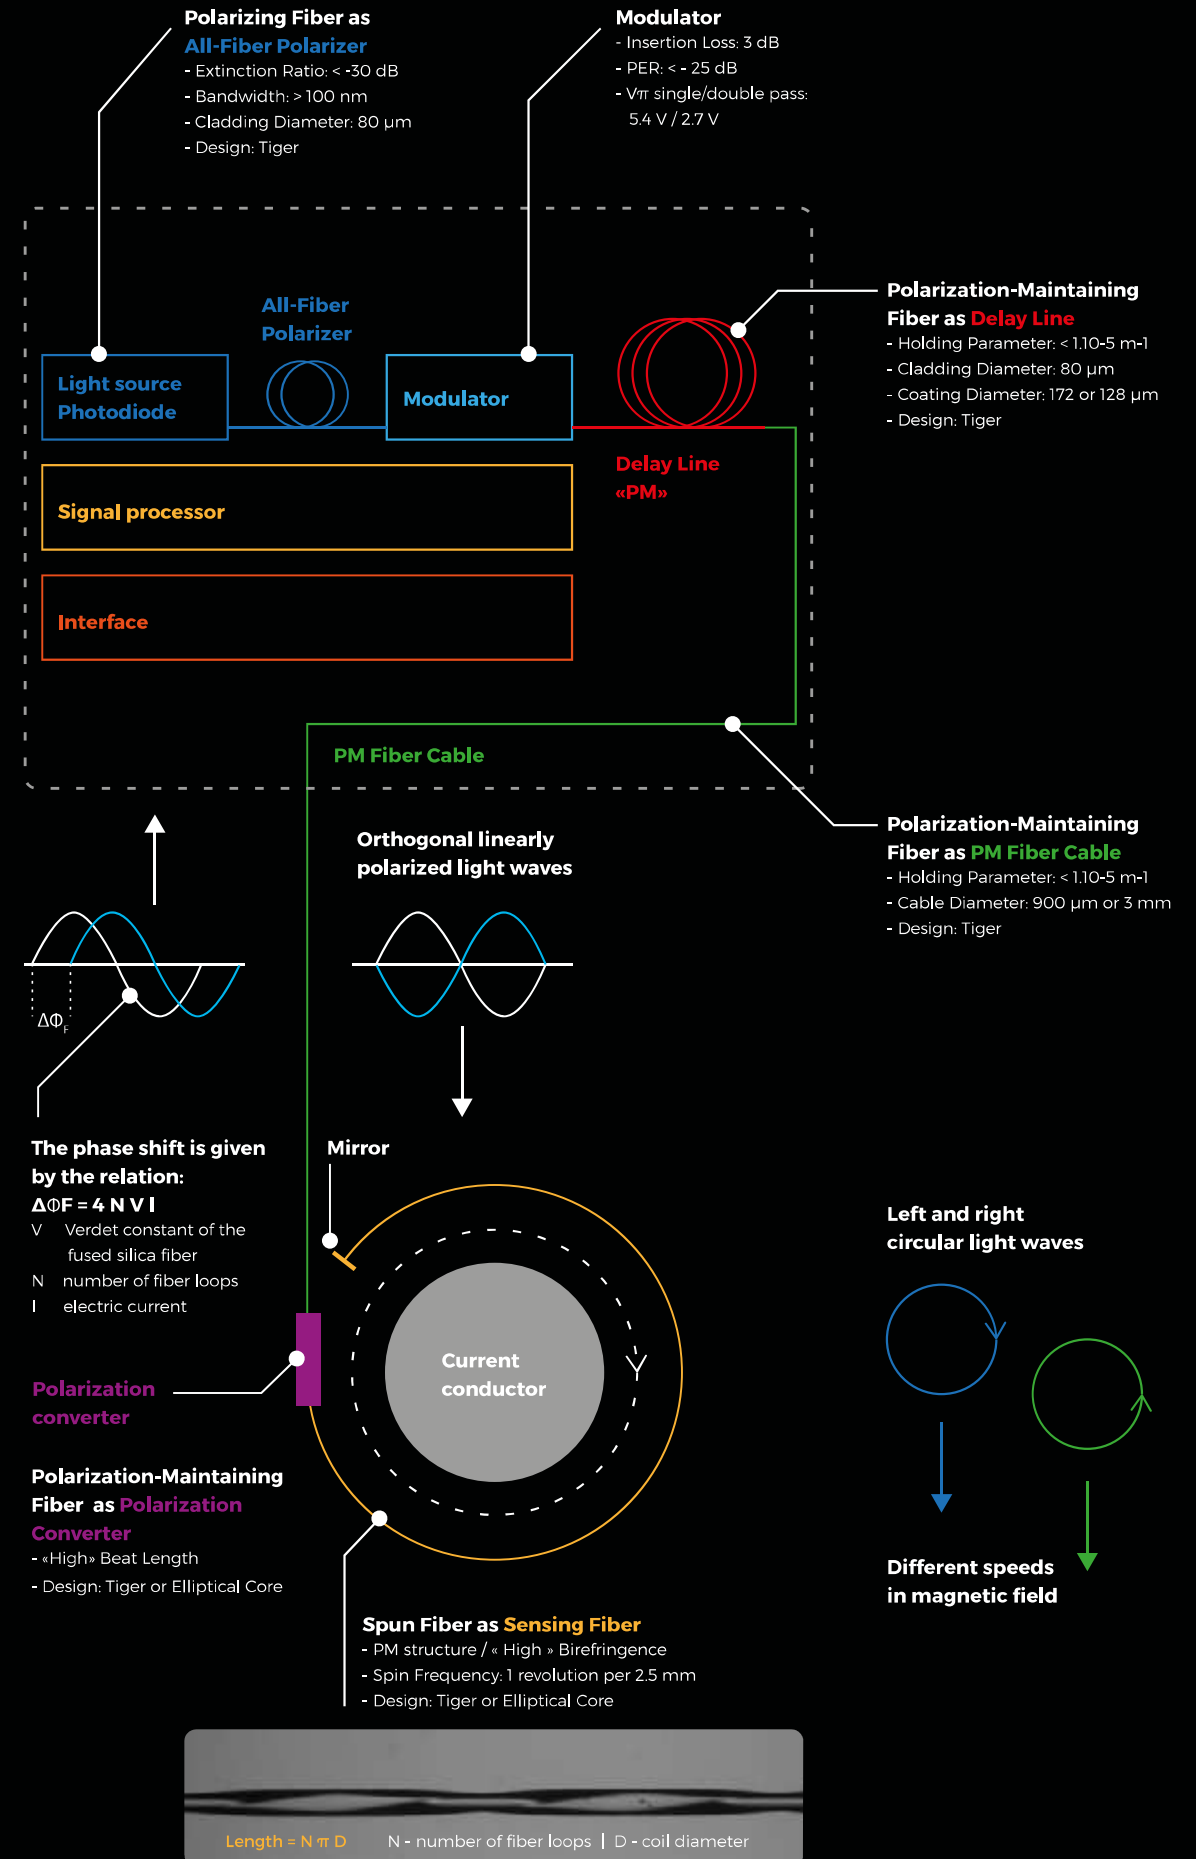 Polarizing Fiber as
All-Fiber Polarizer
- Extinction Ratio: < -30 dB
- Bandwidth: > 100 nm
- Cladding Diameter: 80 µm
- Design: Tiger
Modulator
- Insertion Loss: 3 dB
- PER: < - 25 dB
- Vπ single/double pass:
5.4 V / 2.7 V
All-Fiber
Polarizer
Light source
Photodiode
Modulator
Delay Line
«PM»
Signal processor
Interface
PM Fiber Cable
Polarization-Maintaining
Fiber as Delay Line
- Holding Parameter: < 1.10-5 m-1
- Cladding Diameter: 80 µm
- Coating Diameter: 172 or 128 µm
- Design: Tiger
Polarization-Maintaining
Fiber as PM Fiber Cable
- Holding Parameter: < 1.10-5 m-1
- Cable Diameter: 900 µm or 3 mm
- Design: Tiger
Orthogonal linearly
polarized light waves
ΔΦF
The phase shift is given
by the relation:
ΔΦF = 4 N V I
V Verdet constant of the
fused silica fiber
N number of fiber loops
I electric current
Mirror
Current
conductor
Left and right
circular light waves
Different speeds
in magnetic field
Polarization
converter
Polarization-Maintaining
Fiber as Polarization
Converter
- «High» Beat Length
- Design: Tiger or Elliptical Core
Spun Fiber as Sensing Fiber
- PM structure / « High » Birefringence
- Spin Frequency: 1 revolution per 2.5 mm
- Design: Tiger or Elliptical Core
Length = N π D N - number of fiber loops | D - coil diameter